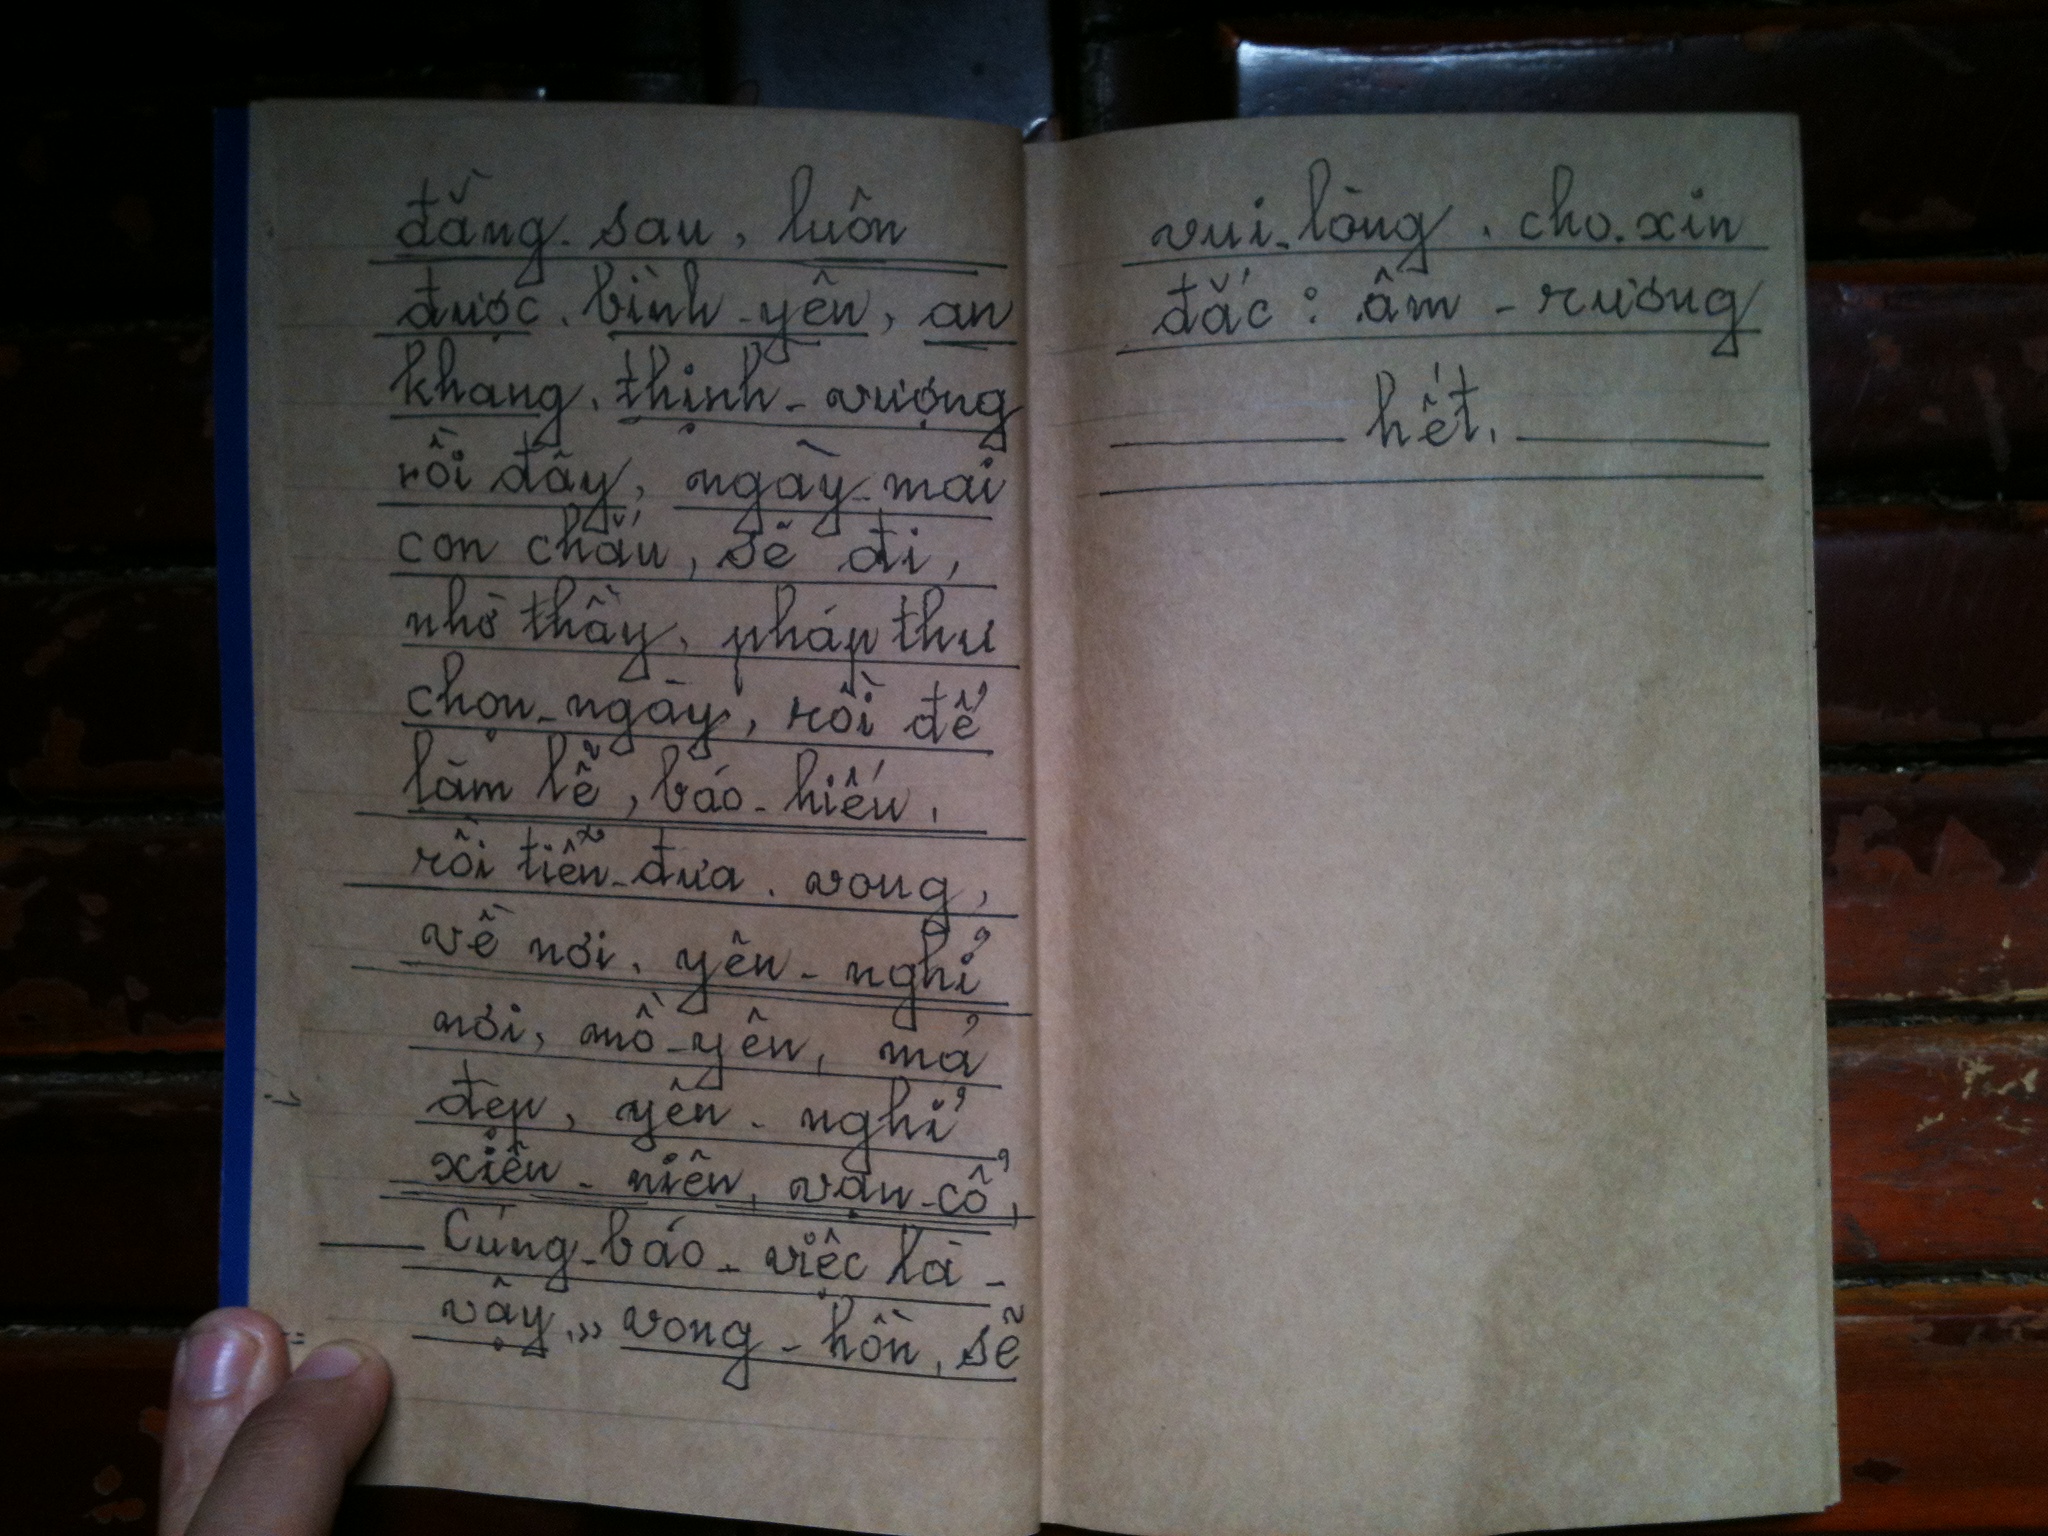 đắng sau, luôn
được. bình - yên, an
khang. thịnh - vượng
rồi đây, ngày mai
con cháu, sẽ đi,
nhờ thầy, pháp thư
chọn - ngày, rồi để
làm lễ, báo - hiếu,
rồi tiễn - đưa. vong,
về nơi, yên - nghỉ
nơi, mồ - yên, mả
đẹp, yên - nghỉ
xiện - niên, vạn - cổ,
Cúng - báo - việc là -
vậy, >> vong - hồn, sẽ
vui - lòng, cho. xin
đắc : âm - rương
hết.